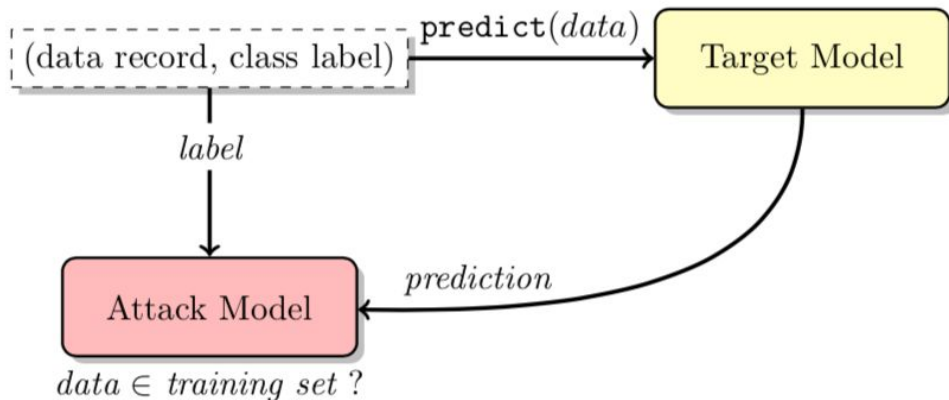 predict(data)
(data record, class label)
Target Model
label
prediction
Attack Model
data ∈ training set ?